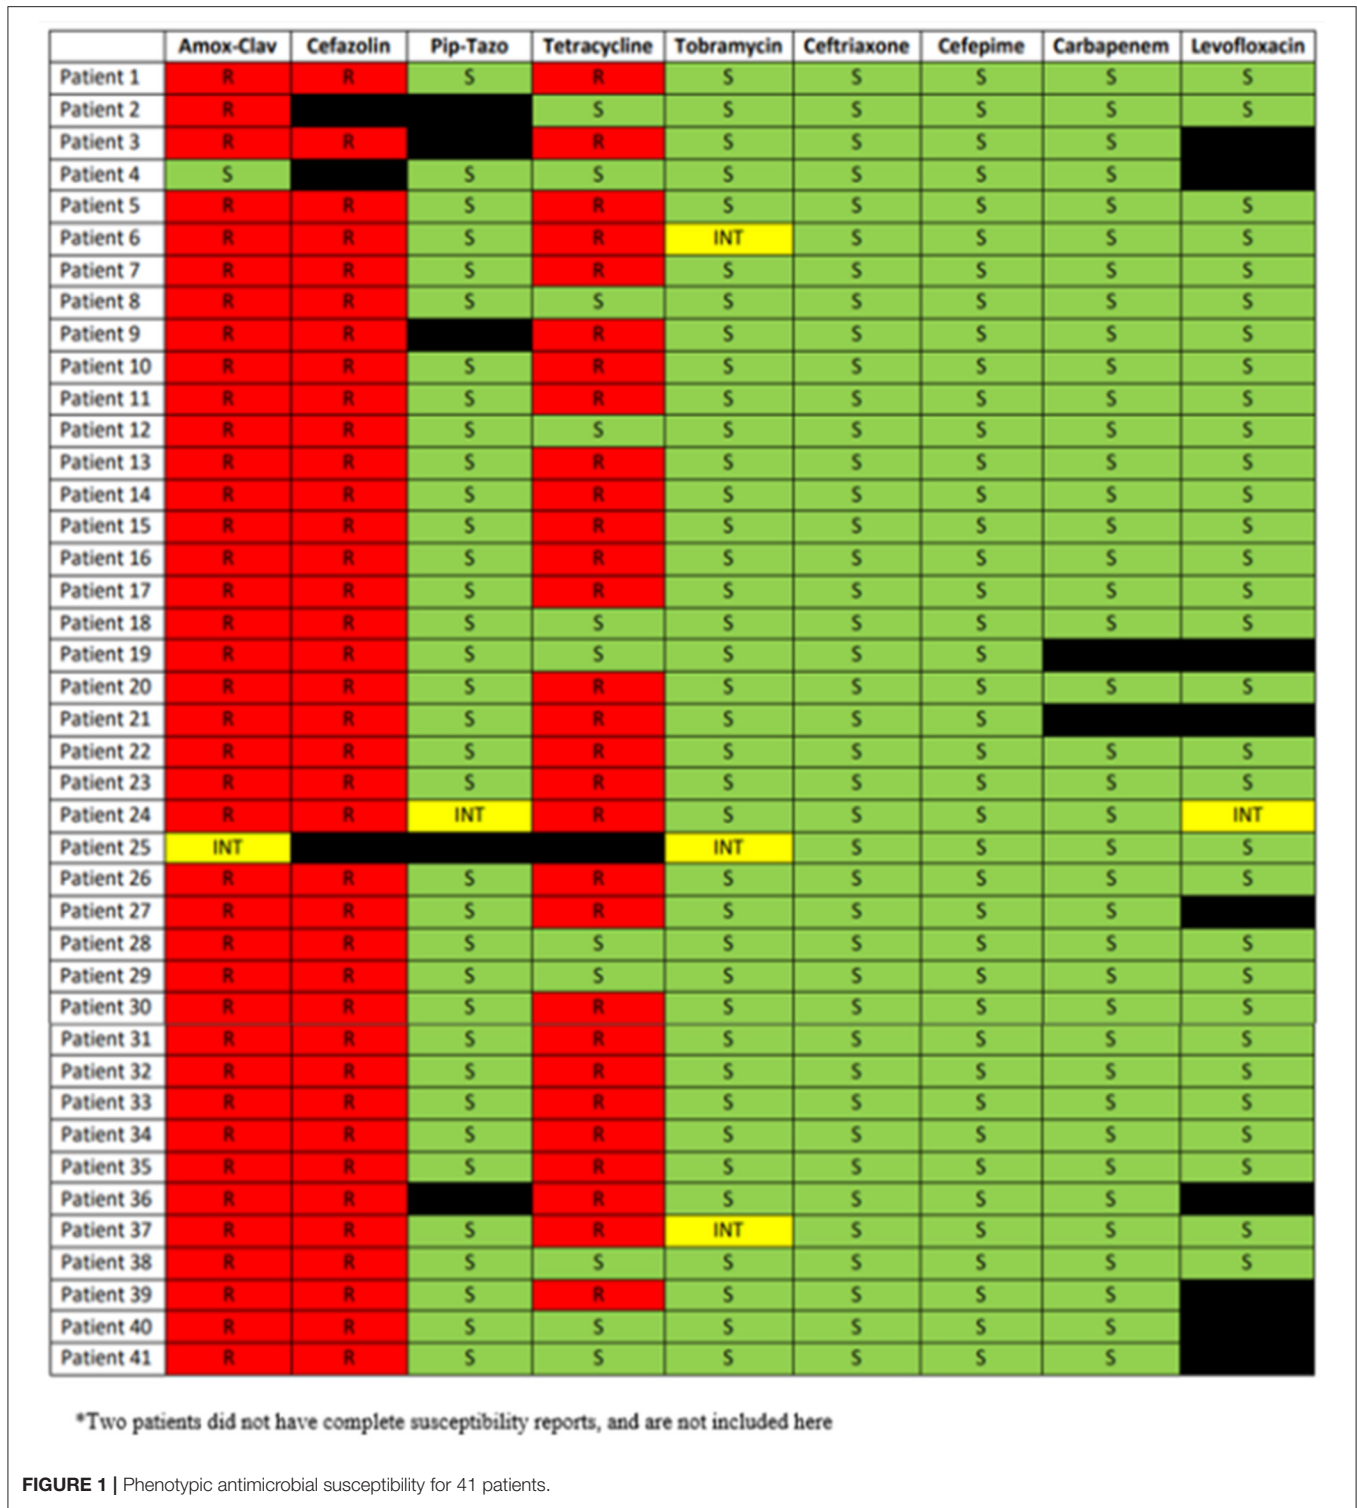 Amox-Clav Cefazolin Pip-Tazo Tetracycline Tobramycin Ceftriaxone Cefepime Carbapenem Levofloxacin
Patient 1 R R S R S S S S S
Patient 2 R S S S S S S
Patient 3 R R R S S S S
Patient 4 S S S S S S S
Patient 5 R R S R S S S S S
Patient 6 R R S R INT S S S S
Patient 7 R R S R S S S S S
Patient 8 R R S S S S S S S
Patient 9 R R R S S S S S
Patient 10 R R S R S S S S S
Patient 11 R R S R S S S S S
Patient 12 R R S S S S S S S
Patient 13 R R S R S S S S S
Patient 14 R R S R S S S S S
Patient 15 R R S R S S S S S
Patient 16 R R S R S S S S S
Patient 17 R R S R S S S S S
Patient 18 R R S S S S S S S
Patient 19 R R S S S S S
Patient 20 R R S R S S S S S
Patient 21 R R S R S S S
Patient 22 R R S R S S S S S
Patient 23 R R S R S S S S S
Patient 24 R R INT R S S S S INT
Patient 25 INT INT S S S S
Patient 26 R R S R S S S S S
Patient 27 R R S R S S S S
Patient 28 R R S S S S S S S
Patient 29 R R S S S S S S S
Patient 30 R R S R S S S S S
Patient 31 R R S R S S S S S
Patient 32 R R S R S S S S S
Patient 33 R R S R S S S S S
Patient 34 R R S R S S S S S
Patient 35 R R S R S S S S S
Patient 36 R R R S S S S
Patient 37 R R S R INT S S S S
Patient 38 R R S S S S S S S
Patient 39 R R S R S S S S
Patient 40 R R S S S S S S
Patient 41 R R S S S S S S
*Two patients did not have complete susceptibility reports, and are not included here
FIGURE 1 | Phenotypic antimicrobial susceptibility for 41 patients.